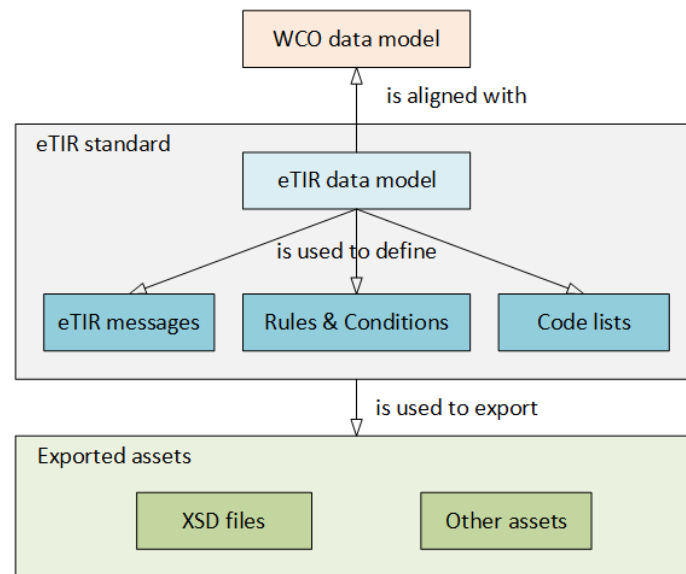 WCO data model
is aligned with
eTIR standard
eTIR data model
is used to define
eTIR messages
Rules & Conditions
Code lists
is used to export
Exported assets
XSD files
Other assets